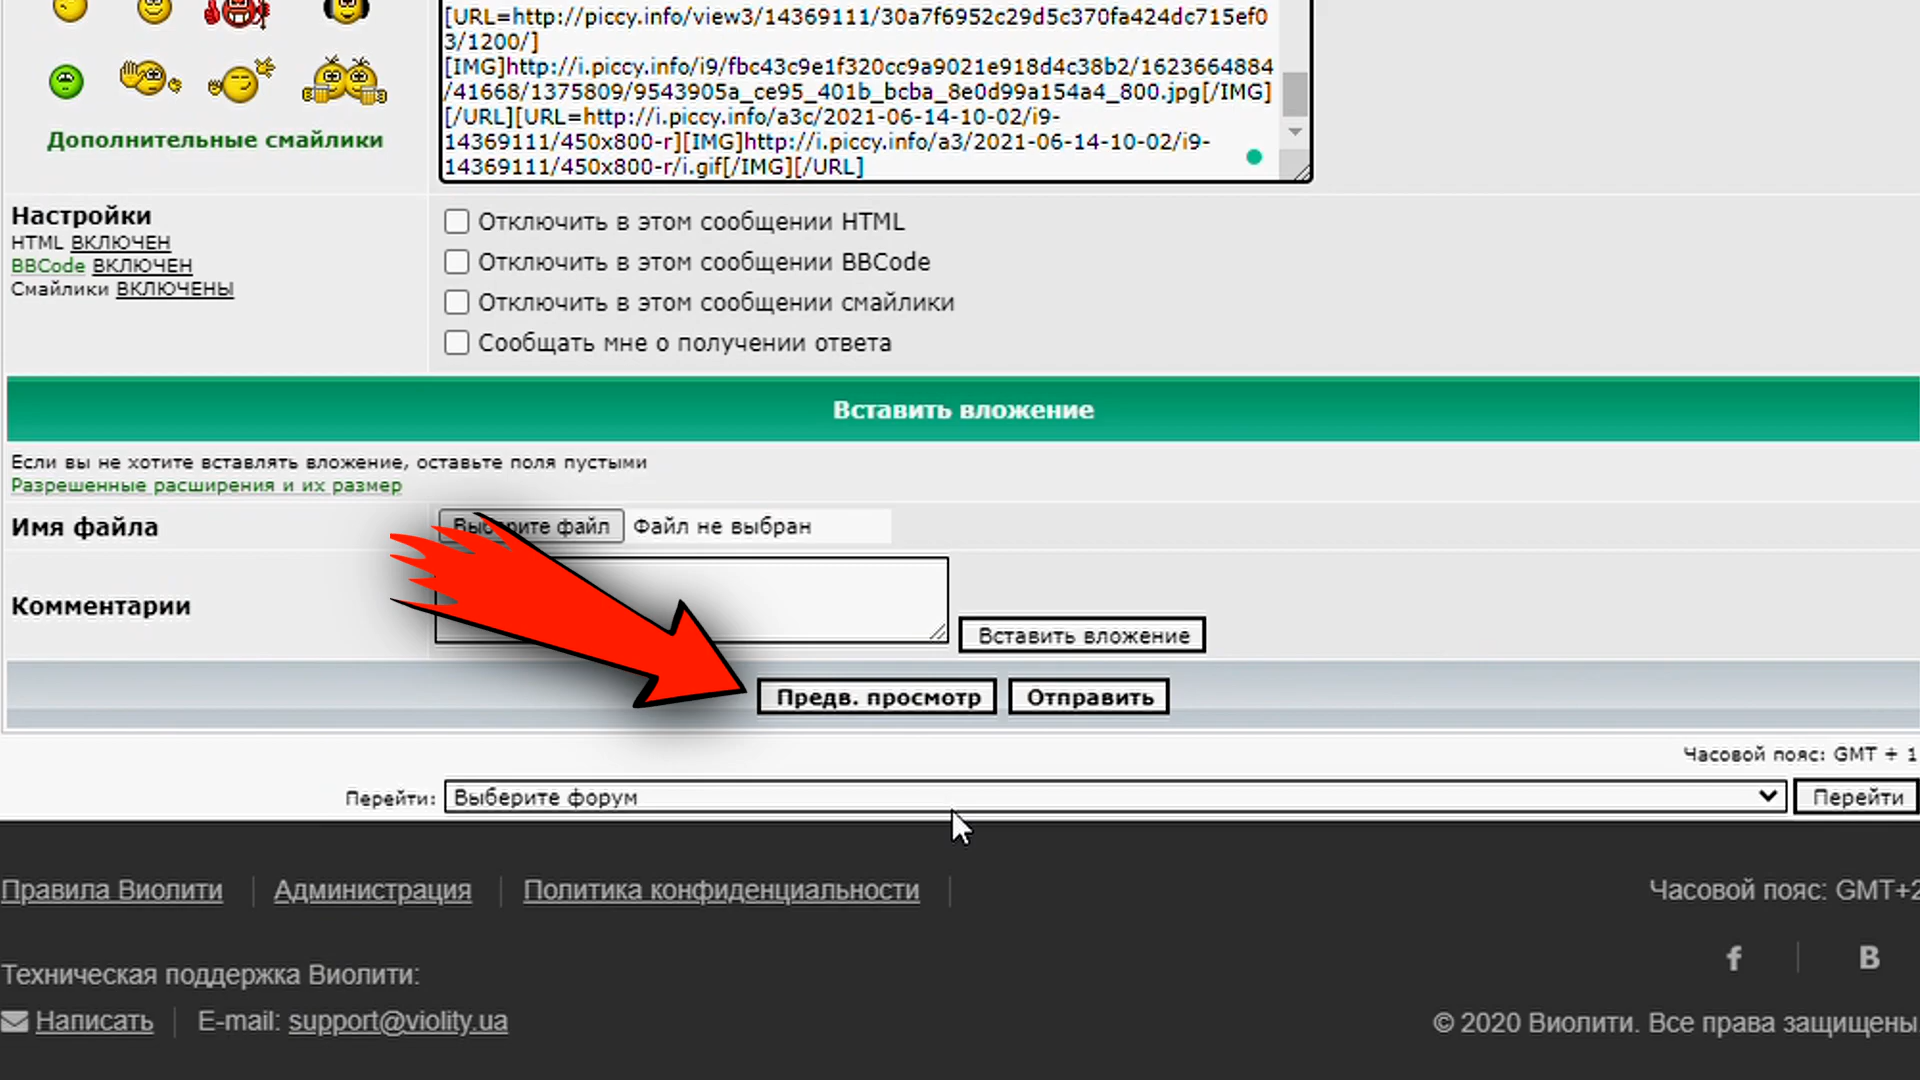 [URL=http://piccy.info/view3/14369111/30a7f6952c29d5c370fa424dc715ef0
3/1200/]
[IMG]http://i.piccy.info/i9/fbc43c9e1f320cc9a9021e918d4c38b2/1623664884
/41668/1375809/9543905a_ce95_401b_bcba_8e0d99a154a4_800.jpg[/IMG]
[/URL][URL=http://i.piccy.info/a3c/2021-06-14-10-02/i9-
14369111/450x800-r][IMG]http://i.piccy.info/a3/2021-06-14-10-02/i9-
14369111/450x800-r/i.gif[/IMG][/URL]
Дополнительные смайлики
Настройки
HTML ВКЛЮЧЕН
BBCode ВКЛЮЧЕН
Смайлики ВКЛЮЧЕНЫ
Отключить в этом сообщении HTML
Отключить в этом сообщении BBCode
Отключить в этом сообщении смайлики
Сообщать мне о получении ответа
Вставить вложение
Если вы не хотите вставлять вложение, оставьте поля пустыми
Разрешенные расширения и их размер
Имя файла
Выберите файл Файл не выбран
Комментарии
Вставить вложение
Предв. просмотр Отправить
Часовой пояс: GMT + 1
Перейти: Выберите форум Перейти
Правила Виолити Администрация Политика конфиденциальности
Часовой пояс: GMT+2
f B
Техническая поддержка Виолити:
Написать E-mail: support@violity.ua
© 2020 Виолити. Все права защищены.